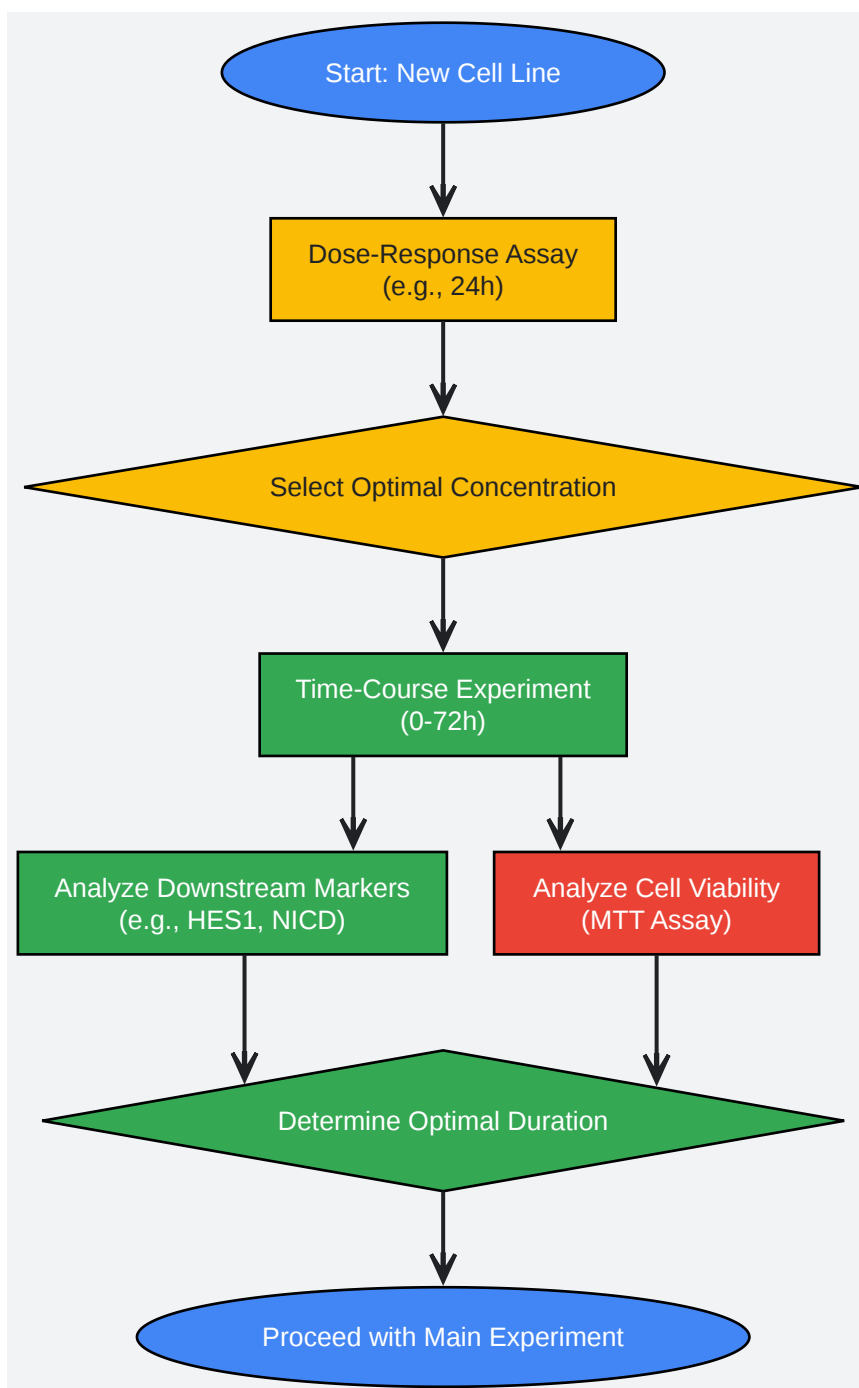 Start: New Cell Line
Dose-Response Assay
(e.g., 24h)
Select Optimal Concentration
Time-Course Experiment
(0-72h)
Analyze Downstream Markers
(e.g., HES1, NICD)
Analyze Cell Viability
(MTT Assay)
Determine Optimal Duration
Proceed with Main Experiment